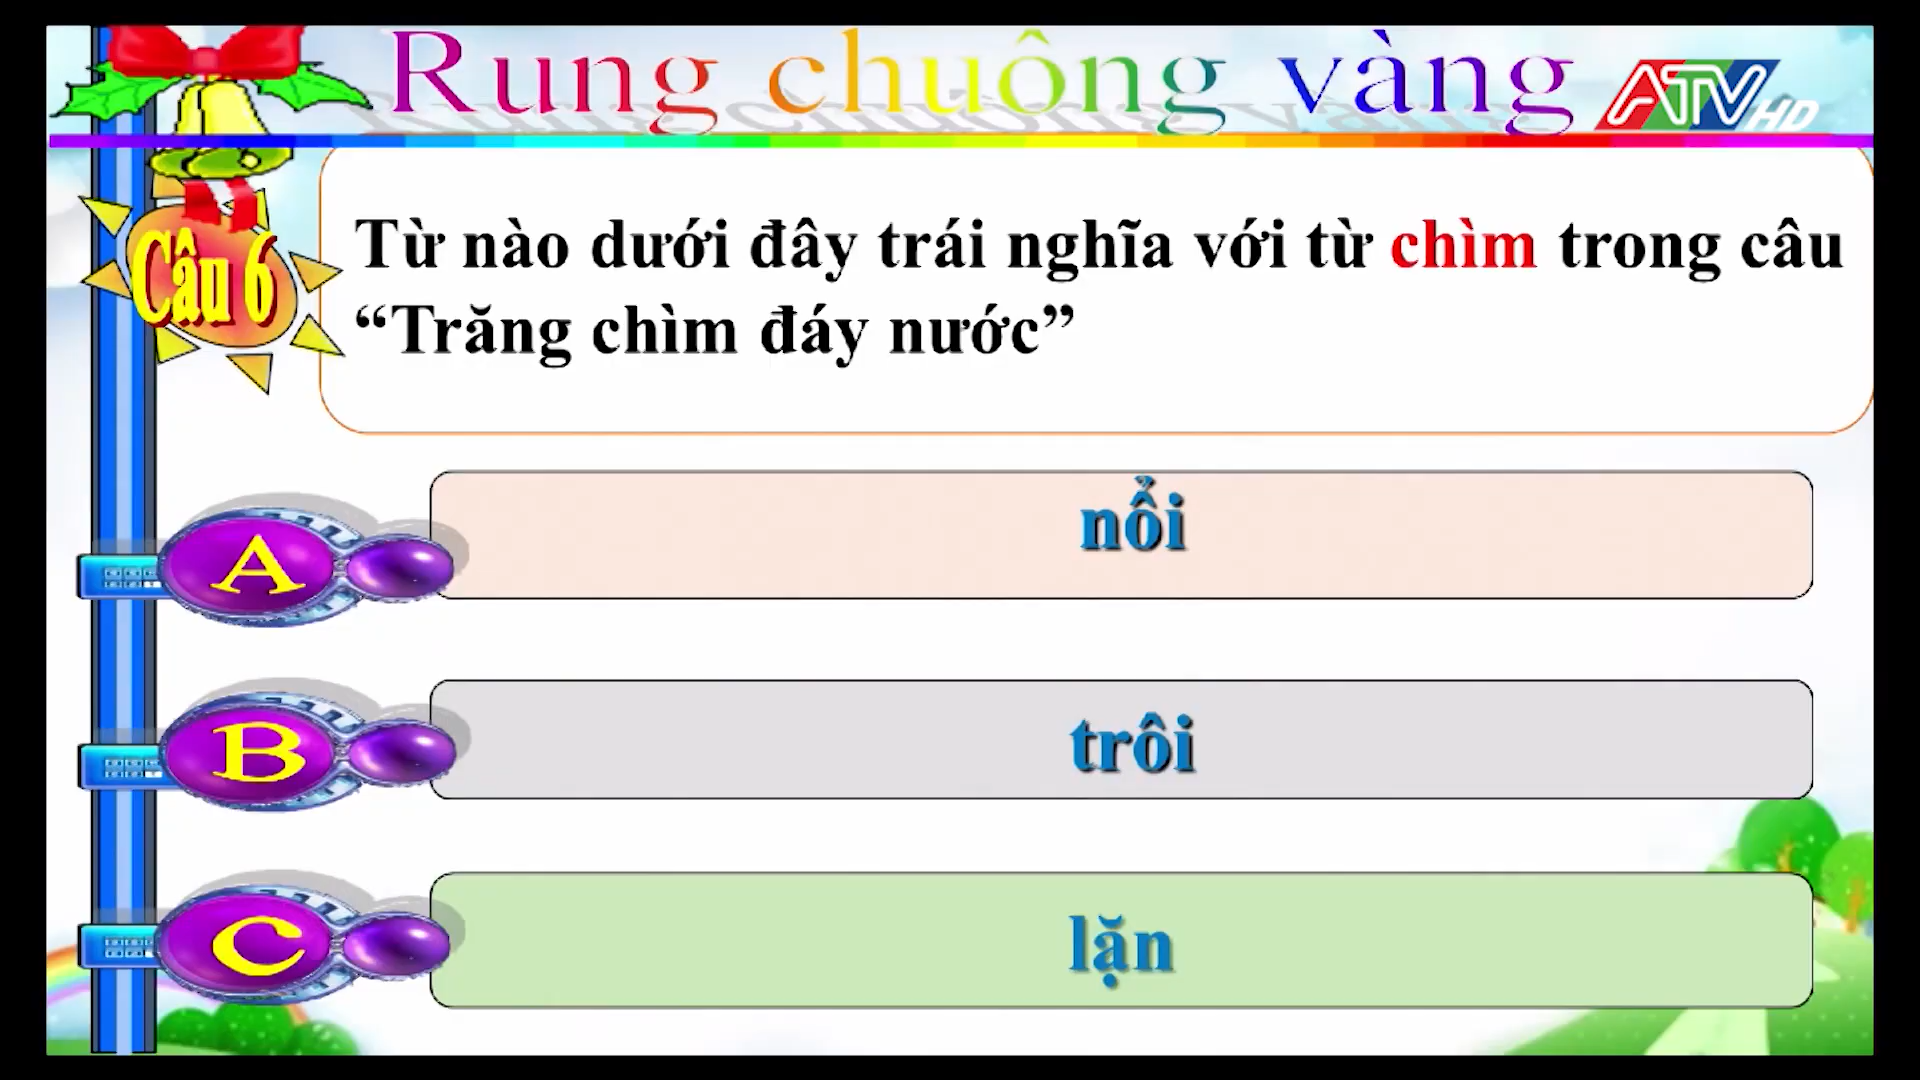 Rung chuông vàng
ATV HD
Câu 6
Từ nào dưới đây trái nghĩa với từ chìm trong câu
“Trăng chìm đáy nước”
A
nổi
B
trôi
C
lặn